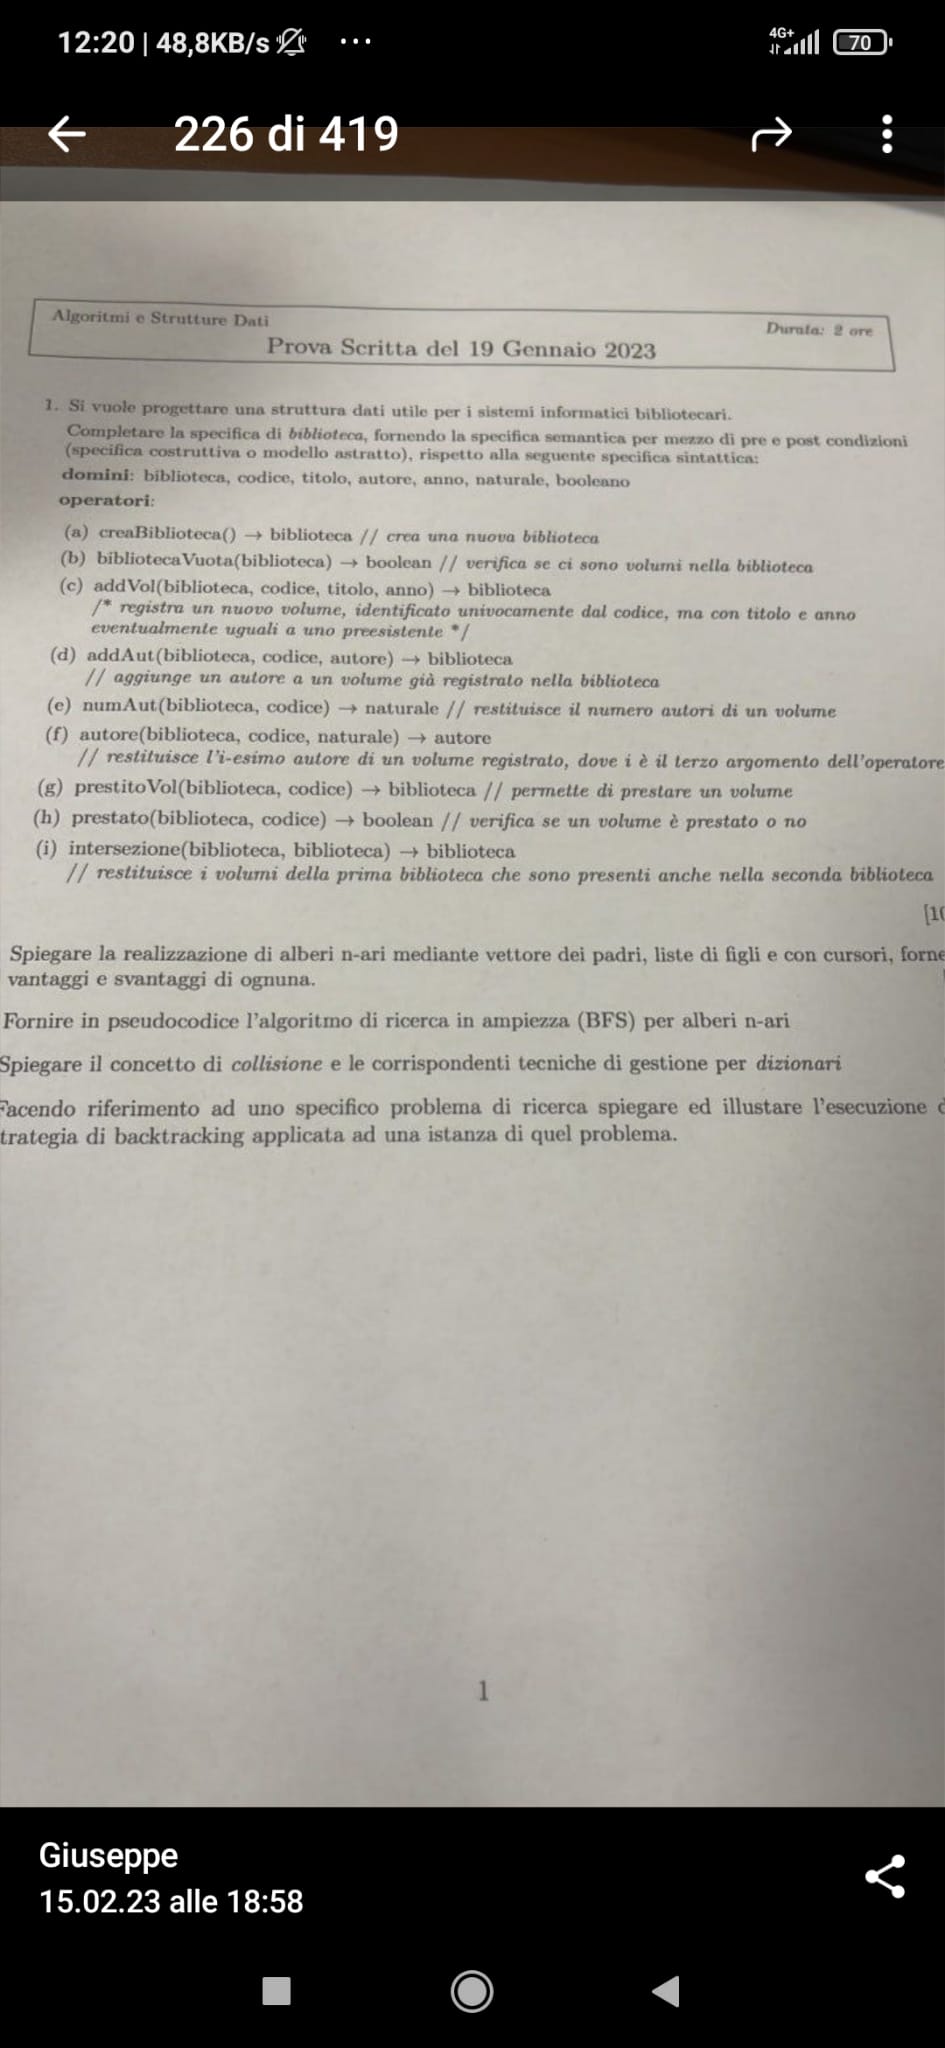 12:20 | 48,8KB/s ...
4G+
70
226 di 419
Algoritmi e Strutture Dati
Durata: 2 ore
Prova Scritta del 19 Gennaio 2023
1. Si vuole progettare una struttura dati utile per i sistemi informatici bibliotecari.
Completare la specifica di biblioteca, fornendo la specifica semantica per mezzo di pre e post condizioni
(specifica costruttiva o modello astratto), rispetto alla seguente specifica sintattica:
domini: biblioteca, codice, titolo, autore, anno, naturale, booleano
operatori:
(a) creaBiblioteca() → biblioteca // crea una nuova biblioteca
(b) bibliotecaVuota(biblioteca) → boolean // verifica se ci sono volumi nella biblioteca
(c) addVol(biblioteca, codice, titolo, anno) → biblioteca
/* registra un nuovo volume, identificato univocamente dal codice, ma con titolo e anno
eventualmente uguali a uno preesistente */
(d) addAut(biblioteca, codice, autore) → biblioteca
// aggiunge un autore a un volume già registrato nella biblioteca
(e) numAut(biblioteca, codice) → naturale // restituisce il numero autori di un volume
(f) autore(biblioteca, codice, naturale) → autore
// restituisce l'i-esimo autore di un volume registrato, dove i è il terzo argomento dell'operatore
(g) prestitoVol(biblioteca, codice) → biblioteca // permette di prestare un volume
(h) prestato(biblioteca, codice) → boolean // verifica se un volume è prestato o no
(i) intersezione(biblioteca, biblioteca) → biblioteca
// restituisce i volumi della prima biblioteca che sono presenti anche nella seconda biblioteca
Spiegare la realizzazione di alberi n-ari mediante vettore dei padri, liste di figli e con cursori, forne
vantaggi e svantaggi di ognuna.
Fornire in pseudocodice l'algoritmo di ricerca in ampiezza (BFS) per alberi n-ari
Spiegare il concetto di collisione e le corrispondenti tecniche di gestione per dizionari
Facendo riferimento ad uno specifico problema di ricerca spiegare ed illustare l'esecuzione
trategia di backtracking applicata ad una istanza di quel problema.
1
Giuseppe
15.02.23 alle 18:58